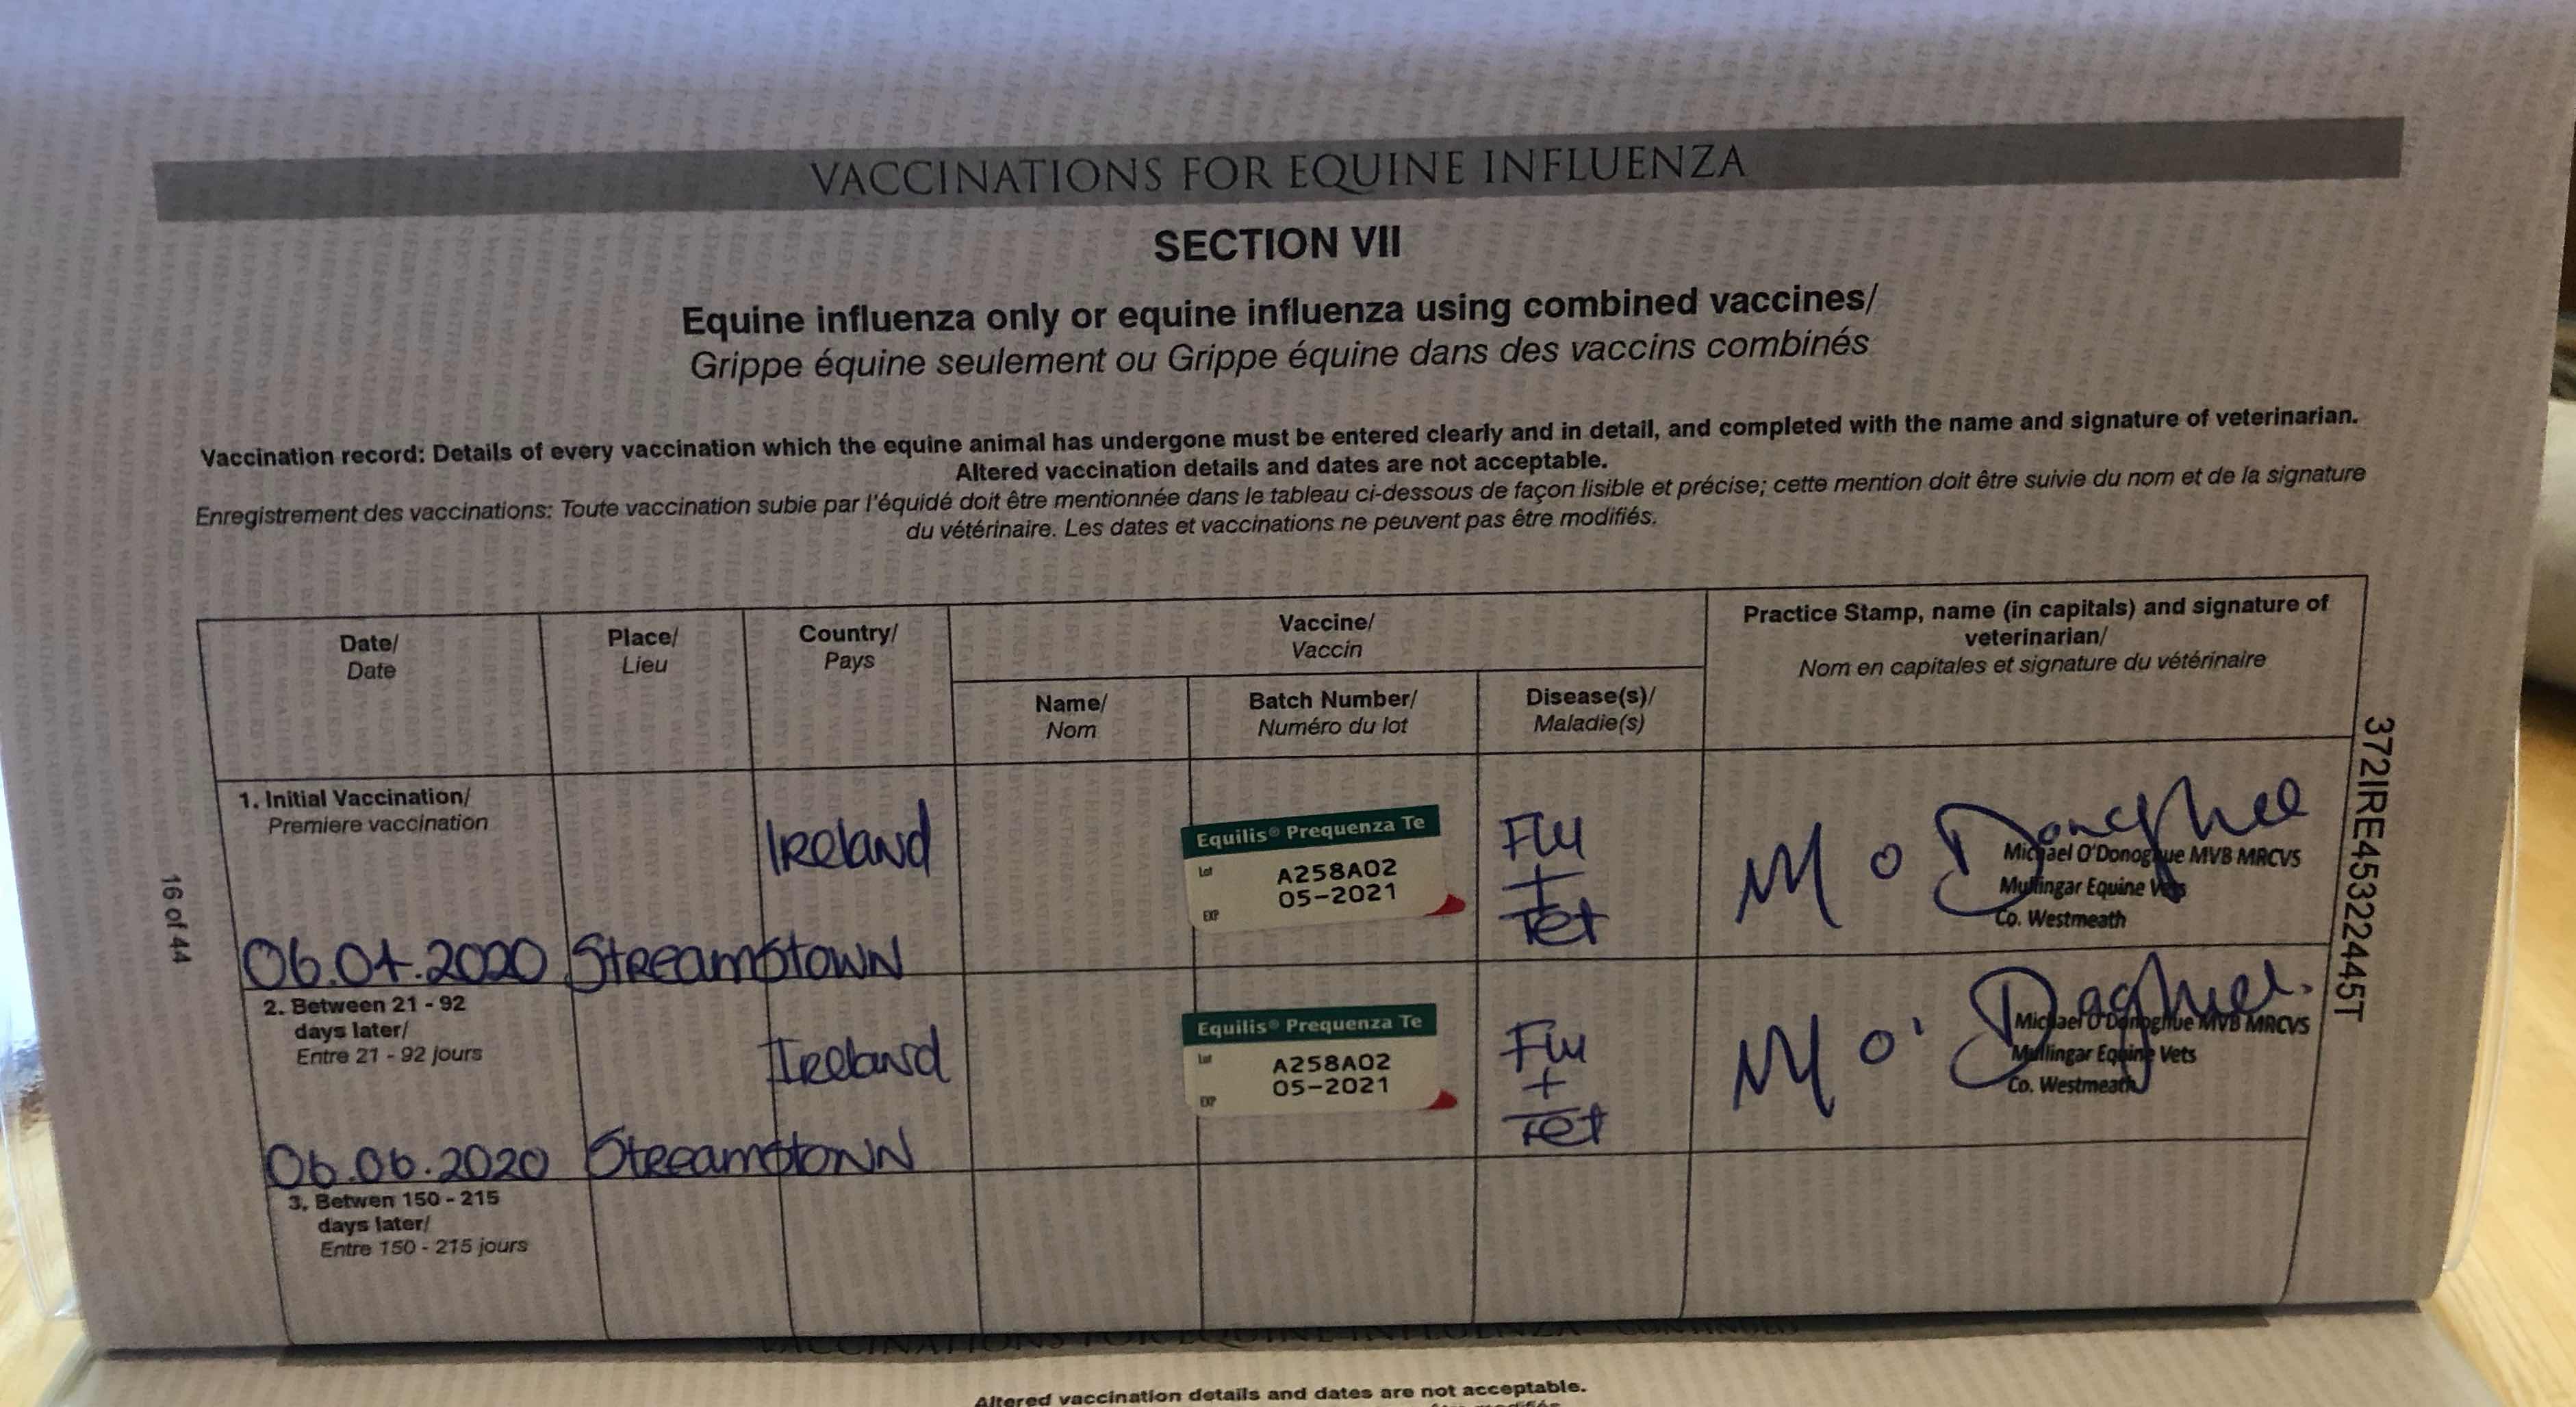 VACCINATIONS FOR EQUINE INFLUENZA
SECTION VII
Equine influenza only or equine influenza using combined vaccines/
Grippe équine seulement ou Grippe équine dans des vaccins combinés
Vaccination record: Details of every vaccination which the equine animal has undergone must be entered clearly and in detail, and completed with the name and signature of veterinarian.
Altered vaccination details and dates are not acceptable.
Enregistrement des vaccinations: Toute vaccination subie par l'équidé doit être mentionnée dans le tableau ci-dessous de façon lisible et précise; cette mention doit être suivie du nom et de la signature
du vétérinaire. Les dates et vaccinations ne peuvent pas être modifiés.
Date/
Date
Place/
Lieu
Country/
Pays
Vaccine/
Vaccin
Name/
Nom
Batch Number/
Numéro du lot
Disease(s)/
Maladie(s)
Practice Stamp, name (in capitals) and signature of
veterinarian/
Nom en capitales et signature du vétérinaire
1. Initial Vaccination/
Premiere vaccination
06.04.2020
Streamstown
Ireland
Equilis® Prequenza Te
Lot
A258A02
05-2021
EXP
Flu
+
Tet
M O Donoghue
Michael O'Donoghue MVB MRCVS
Mullingar Equine Vets
Co. Westmeath
2. Between 21 - 92
days later/
Entre 21 - 92 jours
06.06.2020
Streamstown
Ireland
Equilis® Prequenza Te
Lot
A258A02
05-2021
EXP
Flu
+
Tet
M O'
Michael O'Donoghue MVB MRCVS
Mullingar Equine Vets
Co. Westmeath
3. Betwen 150 - 215
days later/
Entre 150 - 215 jours
16 of 44
372IRE45322445T
VACCINATIONS FOR EQUINE INFLUENZA - CONTINUED
Altered vaccination details and dates are not acceptable.